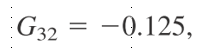 G₃₂ = −0.125,